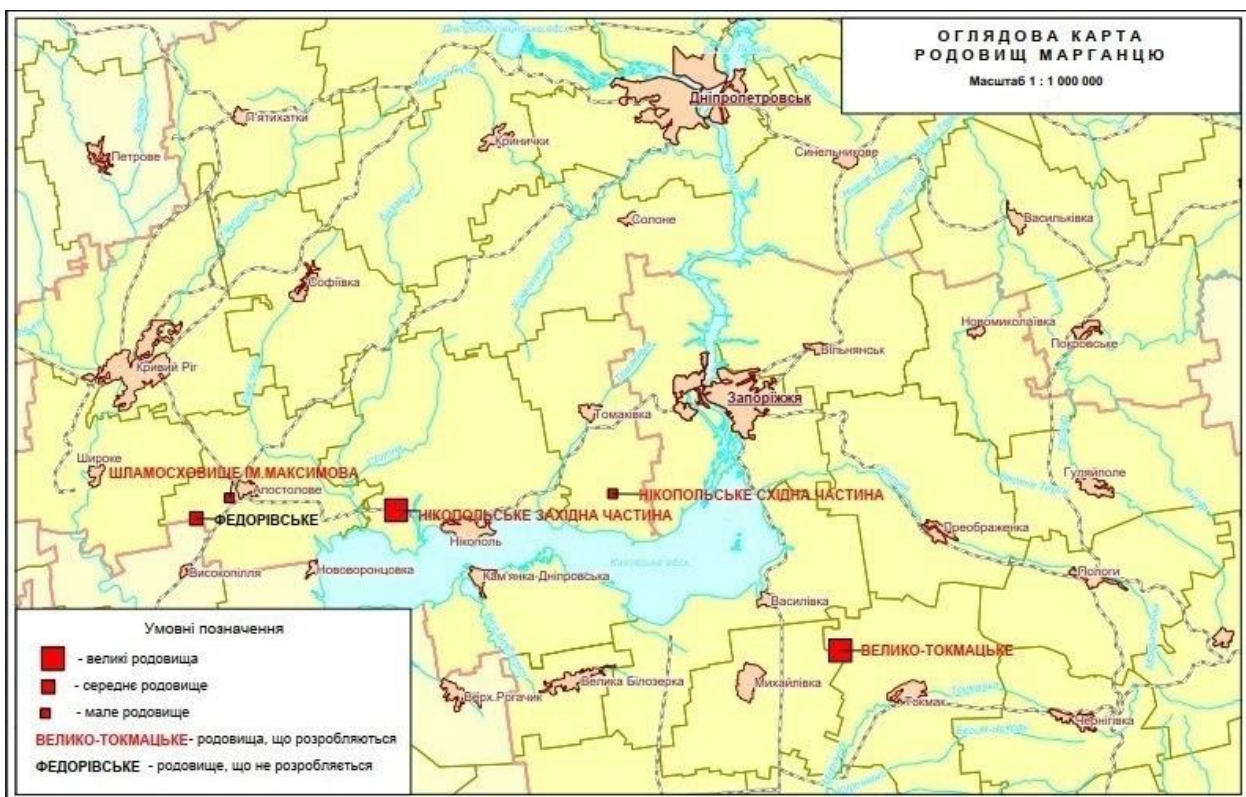 ОГЛЯДОВА КАРТА
РОДОВИЩ МАРГАНЦЮ
Масштаб 1 : 1 000 000
Дніпропетровськ
П'ятихатки
Кринички
Петрове
Синельникове
Солоне
Васильківка
Софіївка
Новомиколаївка
Покровське
Вільнянськ
Кривий Ріг
Запоріжжя
Томаківка
Широке
ШЛАМОСХОВИЩЕ ІМ.МАКСИМОВА
Апостолове
Гуляйполе
НІКОПОЛЬСЬКЕ СХІДНА ЧАСТИНА
ФЕДОРІВСЬКЕ
НІКОПОЛЬСЬКЕ ЗАХІДНА ЧАСТИНА
Нікополь
Преображенка
Високопілля
Нововоронцовка
Кам'янка-Дніпровська
Пологи
Василівка
ВЕЛИКО-ТОКМАЦЬКЕ
Велика Білозерка
Михайлівка
Верх.Рогачик
Токмак
Чернігівка
Умовні позначення
- великі родовища
- середнє родовище
- мале родовище
ВЕЛИКО-ТОКМАЦЬКЕ- родовища, що розробляються
ФЕДОРІВСЬКЕ - родовище, що не розробляється